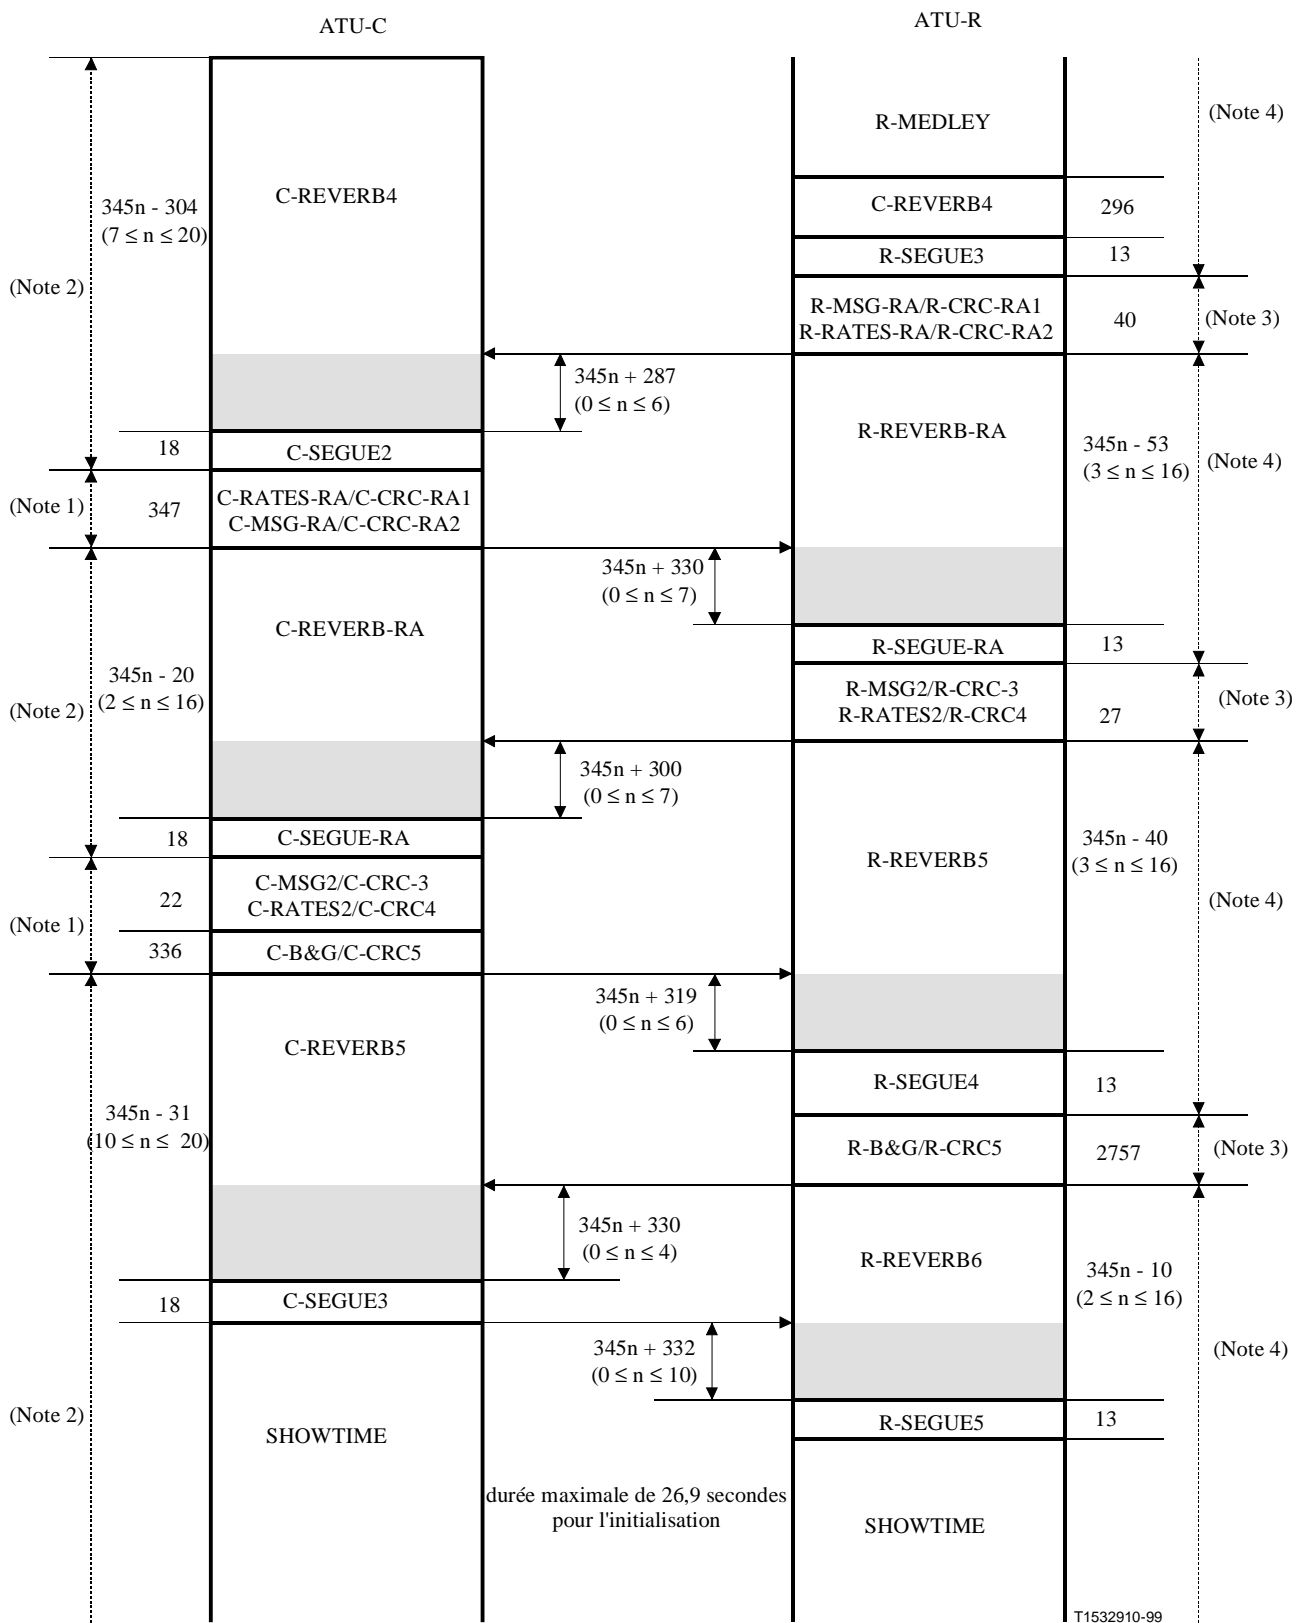 ATU-C
ATU-R
R-MEDLEY
(Note 4)
C-REVERB4
345n - 304
(7 ≤ n ≤ 20)
C-REVERB4
296
R-SEGUE3
13
(Note 2)
R-MSG-RA/R-CRC-RA1
R-RATES-RA/R-CRC-RA2
40
(Note 3)
345n + 287
(0 ≤ n ≤ 6)
R-REVERB-RA
345n - 53
(3 ≤ n ≤ 16)
(Note 4)
18
C-SEGUE2
(Note 1)
347
C-RATES-RA/C-CRC-RA1
C-MSG-RA/C-CRC-RA2
345n + 330
(0 ≤ n ≤ 7)
C-REVERB-RA
R-SEGUE-RA
13
345n - 20
(2 ≤ n ≤ 16)
(Note 2)
R-MSG2/R-CRC-3
R-RATES2/R-CRC4
27
(Note 3)
345n + 300
(0 ≤ n ≤ 7)
18
C-SEGUE-RA
R-REVERB5
345n - 40
(3 ≤ n ≤ 16)
(Note 4)
C-MSG2/C-CRC-3
C-RATES2/C-CRC4
22
(Note 1)
336
C-B&G/C-CRC5
345n + 319
(0 ≤ n ≤ 6)
C-REVERB5
R-SEGUE4
13
345n - 31
(10 ≤ n ≤ 20)
R-B&G/R-CRC5
2757
(Note 3)
345n + 330
(0 ≤ n ≤ 4)
R-REVERB6
345n - 10
(2 ≤ n ≤ 16)
18
C-SEGUE3
345n + 332
(0 ≤ n ≤ 10)
(Note 4)
(Note 2)
SHOWTIME
R-SEGUE5
13
durée maximale de 26,9 secondes
pour l'initialisation
SHOWTIME
T1532910-99